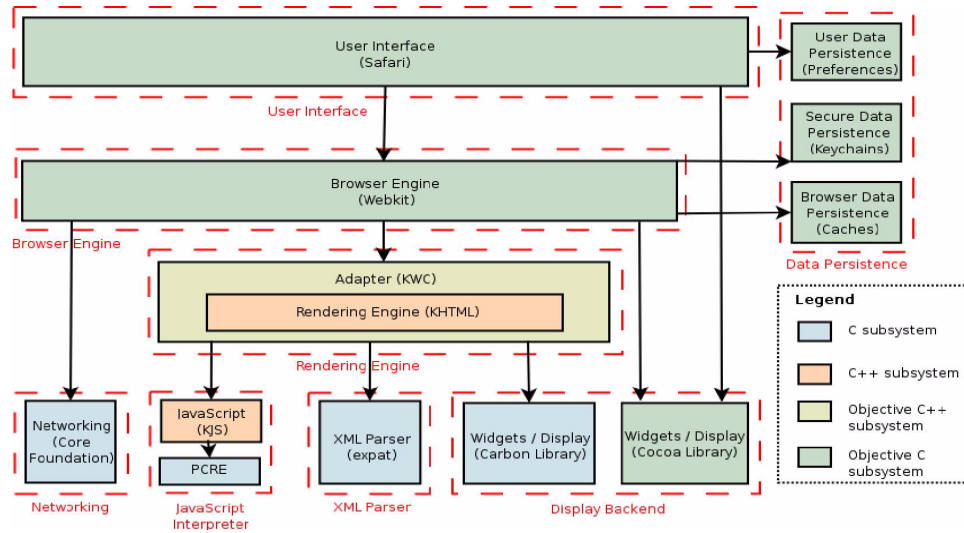 User Interface
(Safari)
User Data
Persistence
(Preferences)
User Interface
Secure Data
Persistence
(Keychains)
Browser Engine
(Webkit)
Browser Data
Persistence
(Caches)
Browser Engine
Data Persistence
Adapter (KWC)
Rendering Engine (KHTML)
Rendering Engine
Networking
(Core
Foundation)
JavaScript
(KJS)
PCRE
XML Parser
(expat)
Widgets / Display
(Carbon Library)
Widgets / Display
(Cocoa Library)
Networking
JavaScript
Interpreter
XML Parser
Display Backend
Legend
C subsystem
C++ subsystem
Objective C++
subsystem
Objective C
subsystem